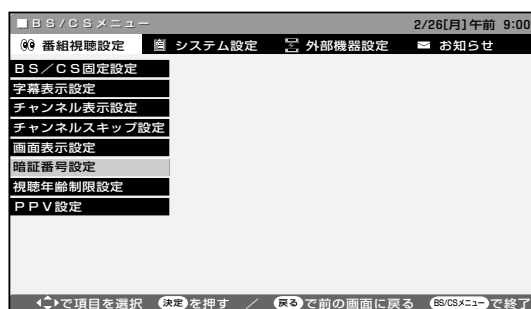 ■ＢＳ/ＣＳメニュー 2/26[月]午前 9:00
番組視聴設定 システム設定 外部機器設定 お知らせ
ＢＳ／ＣＳ固定設定
字幕表示設定
チャンネル表示設定
チャンネルスキップ設定
画面表示設定
暗証番号設定
視聴年齢制限設定
ＰＰＶ設定
で項目を選択 決定を押す ／ 戻るで前の画面に戻る BS/CSメニューで終了